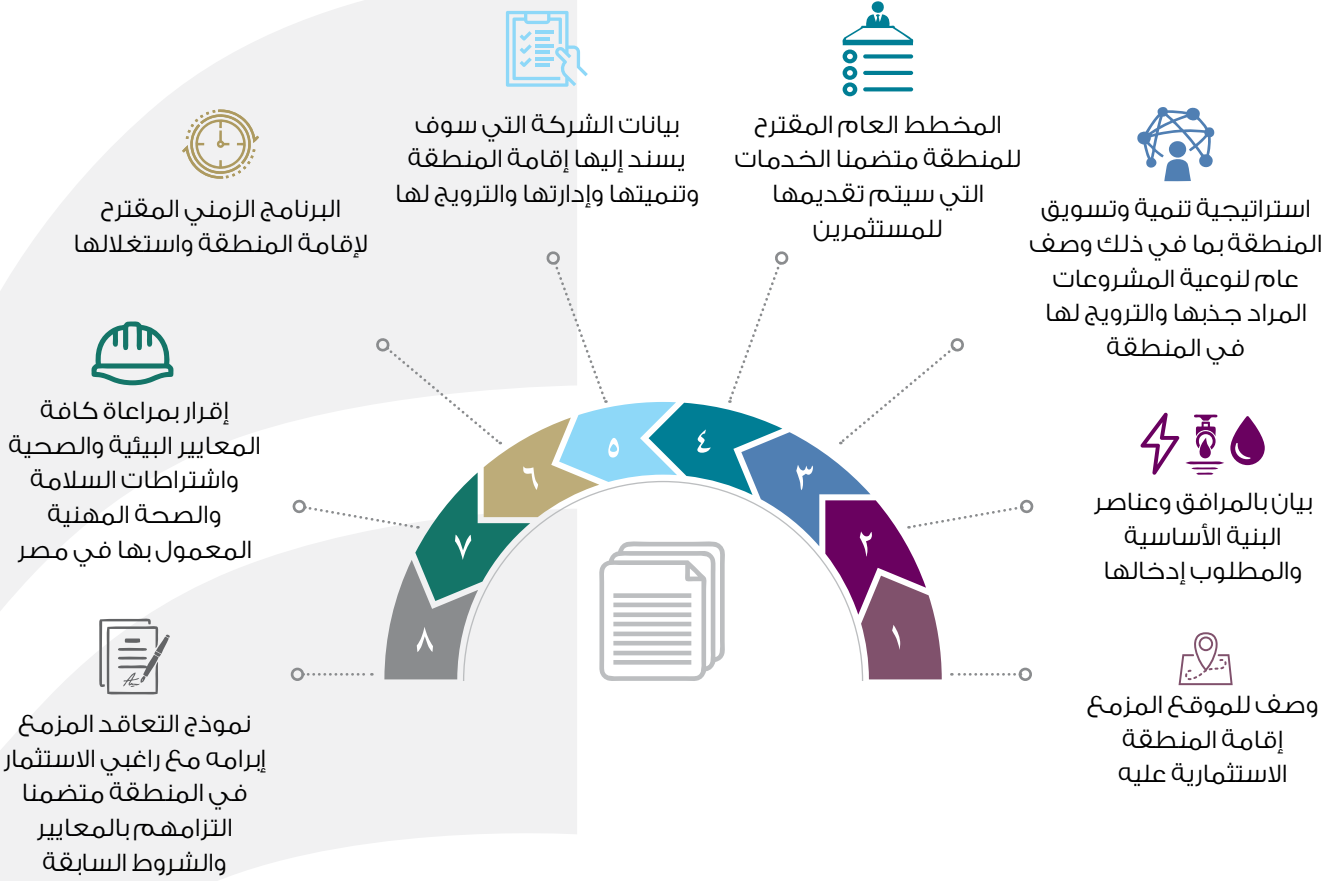 ١
وصف للموقع المزمع
إقامة المنطقة
الاستثمارية عليه
٢
بيان بالمرافق وعناصر
البنية الأساسية
والمطلوب إدخالها
٣
استراتيجية تنمية وتسويق
المنطقة بما في ذلك وصف
عام لنوعية المشروعات
المراد جذبها والترويج لها
في المنطقة
٤
المخطط العام المقترح
للمنطقة متضمنا الخدمات
التي سيتم تقديمها
للمستثمرين
٥
بيانات الشركة التي سوف
يسند إليها إقامة المنطقة
وتنميتها وإدارتها والترويج لها
٦
البرنامج الزمني المقترح
لإقامة المنطقة واستغلالها
٧
إقرار بمراعاة كافة
المعايير البيئية والصحية
واشتراطات السلامة
والصحة المهنية
المعمول بها في مصر
٨
نموذج التعاقد المزمع
إبرامه مع راغبي الاستثمار
في المنطقة متضمنا
التزامهم بالمعايير
والشروط السابقة